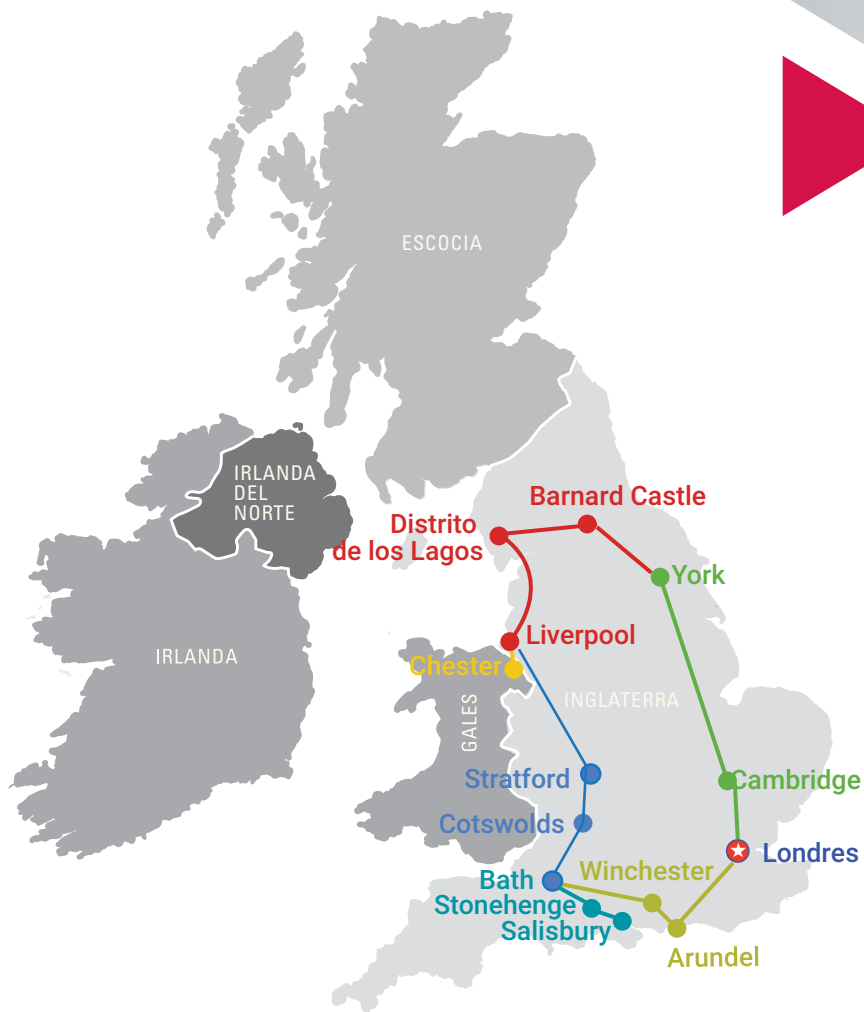 ESCOCIA
IRLANDA
DEL
NORTE
Barnard Castle
Distrito
de los Lagos
York
Liverpool
IRLANDA
Chester
GALES
INGLATERRA
Stratford
Cambridge
Cotswolds
Londres
Winchester
Bath
Stonehenge
Salisbury
Arundel